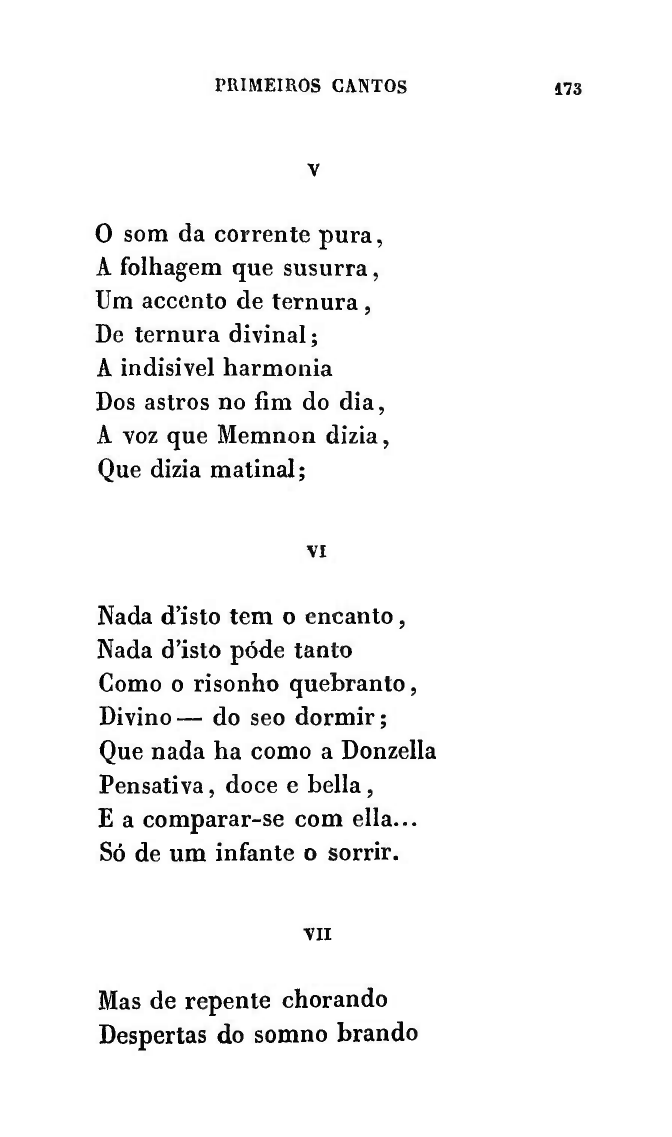 PRIMEIROS CANTOS 173
V
O som da corrente pura,
A folhagem que susurra,
Um accento de ternura,
De ternura divinal;
A indisivel harmonia
Dos astros no fim do dia,
A voz que Memnon dizia,
Que dizia matinal;
VI
Nada d'isto tem o encanto,
Nada d'isto póde tanto
Como o risonho quebranto,
Divino — do seo dormir;
Que nada ha como a Donzella
Pensativa, doce e bella,
E a comparar-se com ella...
Só de um infante o sorrir.
VII
Mas de repente chorando
Despertas do somno brando